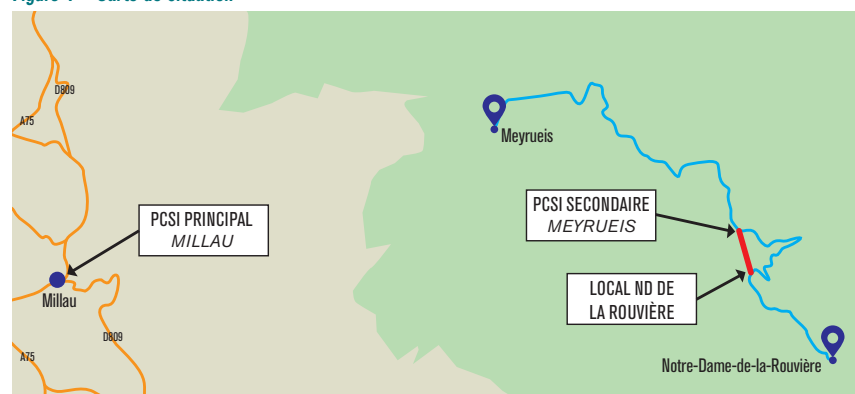 D809
A75
Meyrueis
PCSI SECONDAIRE
MEYRUEIS
PCSI PRINCIPAL
MILLAU
LOCAL ND DE
LA ROUVIÈRE
Millau
D809
A75
Notre-Dame-de-la-Rouvière